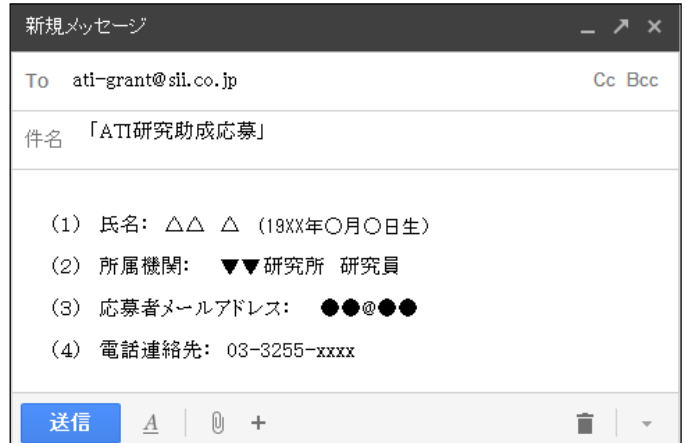 新規メッセージ
To ati-grant@sii.co.jp Cc Bcc
件名 「ATI研究助成応募」
(1) 氏名: △△ △ (19XX年〇月〇日生)
(2) 所属機関: ▼▼研究所 研究員
(3) 応募者メールアドレス: ●●@●●
(4) 電話連絡先: 03-3255-xxxx
送信 A